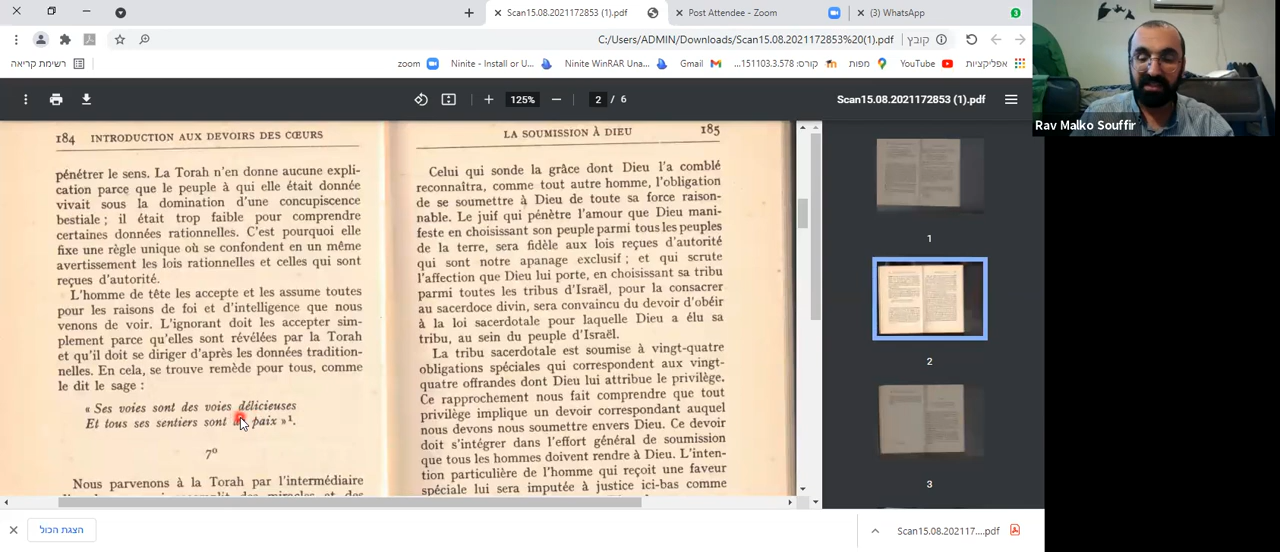 Scan15.08.2021172853 (1).pdf
Post Attendee - Zoom
(3) WhatsApp
3
קובץ
C:/Users/ADMIN/Downloads/Scan15.08.2021172853%20(1).pdf
רשימת קריאה
zoom
Ninite - Install or U...
Ninite WinRAR Una...
Gmail
קורס: 151103.3.578...
מפות
YouTube
אפליקציות
125%
2 / 6
Scan15.08.2021172853 (1).pdf
Rav Malko Souffir
184 INTRODUCTION AUX DEVOIRS DES CŒURS
pénétrer le sens. La Torah n'en donne aucune expli-
cation parce que le peuple à qui elle était donnée
vivait sous la domination d'une concupiscence
bestiale ; il était trop faible pour comprendre
certaines données rationnelles. C'est pourquoi elle
fixe une règle unique où se confondent en un même
avertissement les lois rationnelles et celles qui sont
reçues d'autorité.
L'homme de tête les accepte et les assume toutes
pour les raisons de foi et d'intelligence que nous
venons de voir. L'ignorant doit les accepter sim-
plement parce qu'elles sont révélées par la Torah
et qu'il doit se diriger d'après les données tradition-
nelles. En cela, se trouve remède pour tous, comme
le dit le sage :
« Ses voies sont des voies délicieuses
Et tous ses sentiers sont paix »¹.
7º
Nous parvenons à la Torah par l'intermédiaire
LA SOUMISSION À DIEU 185
Celui qui sonde la grâce dont Dieu l'a comblé
reconnaîtra, comme tout autre homme, l'obligation
de se soumettre à Dieu de toute sa force raison-
nable. Le juif qui pénètre l'amour que Dieu mani-
feste en choisissant son peuple parmi tous les peuples
de la terre, sera fidèle aux lois reçues d'autorité
qui sont notre apanage exclusif ; et qui scrute
l'affection que Dieu lui porte, en choisissant sa tribu
parmi toutes les tribus d'Israël, pour la consacrer
au sacerdoce divin, sera convaincu du devoir d'obéir
à la loi sacerdotale pour laquelle Dieu a élu sa
tribu, au sein du peuple d'Israël.
La tribu sacerdotale est soumise à vingt-quatre
obligations spéciales qui correspondent aux vingt-
quatre offrandes dont Dieu lui attribue le privilège.
Ce rapprochement nous fait comprendre que tout
privilège implique un devoir correspondant auquel
nous devons nous soumettre envers Dieu. Ce devoir
doit s'intégrer dans l'effort général de soumission
que tous les hommes doivent rendre à Dieu. L'inten-
tion particulière de l'homme qui reçoit une faveur
spéciale lui sera imputée à justice ici-bas comme
1
2
3
הצגת הכול
Scan15.08.202117....pdf